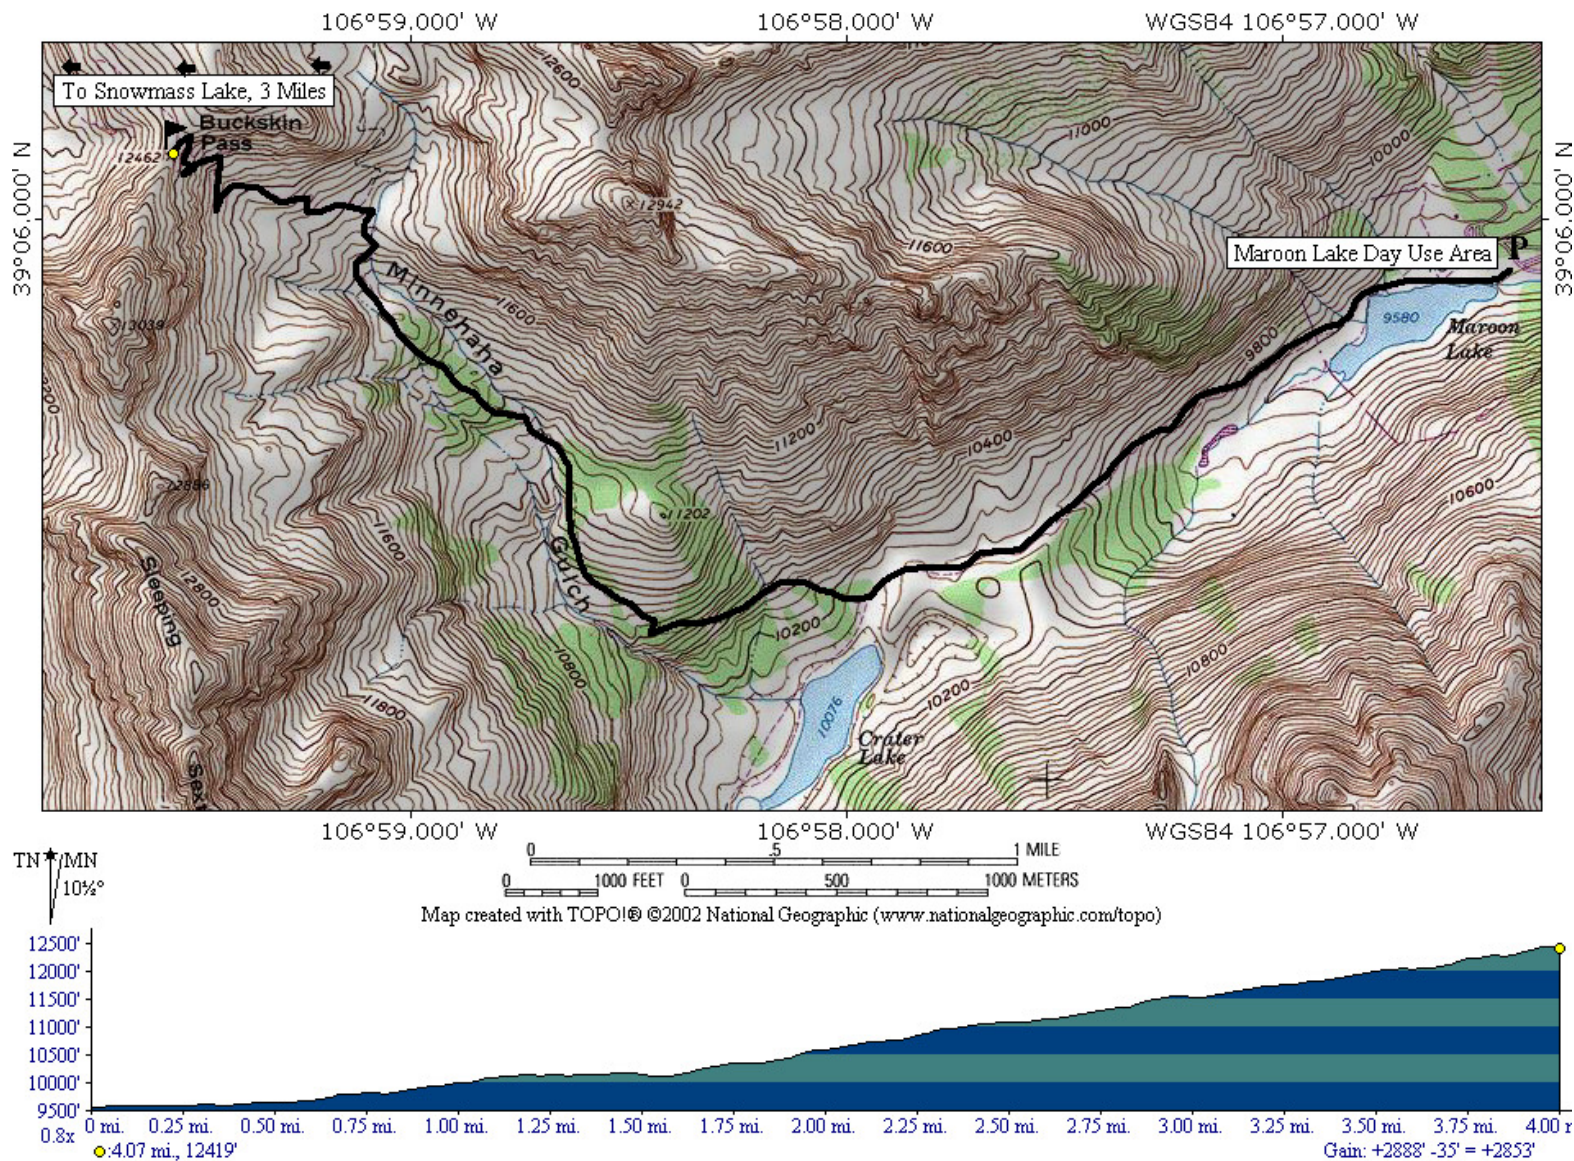 106°59.000' W
106°58.000' W
WGS84 106°57.000' W
To Snowmass Lake, 3 Miles
Buckskin
Pass
12462
12600
11000
10000
39°06.000' N
39°06.000' N
12942
11600
Maroon Lake Day Use Area
P
Minnehaha
11600
13039
9800
9580
Maroon
Lake
11200
10400
12886
11202
10600
11600
Gulch
Sleeping
12800
10200
10800
10800
11800
10200
10076
Crater
Lake
Sexton
106°59.000' W
106°58.000' W
WGS84 106°57.000' W
TN MN
10½°
0 .5 1 MILE
0 1000 FEET 0 500 1000 METERS
Map created with TOPO!® ©2002 National Geographic (www.nationalgeographic.com/topo)
12500'
12000'
11500'
11000'
10500'
10000'
9500'
0.8x
0 mi. 0.25 mi. 0.50 mi. 0.75 mi. 1.00 mi. 1.25 mi. 1.50 mi. 1.75 mi. 2.00 mi. 2.25 mi. 2.50 mi. 2.75 mi. 3.00 mi. 3.25 mi. 3.50 mi. 3.75 mi. 4.00 m
:4.07 mi., 12419'
Gain: +2888' -35' = +2853'